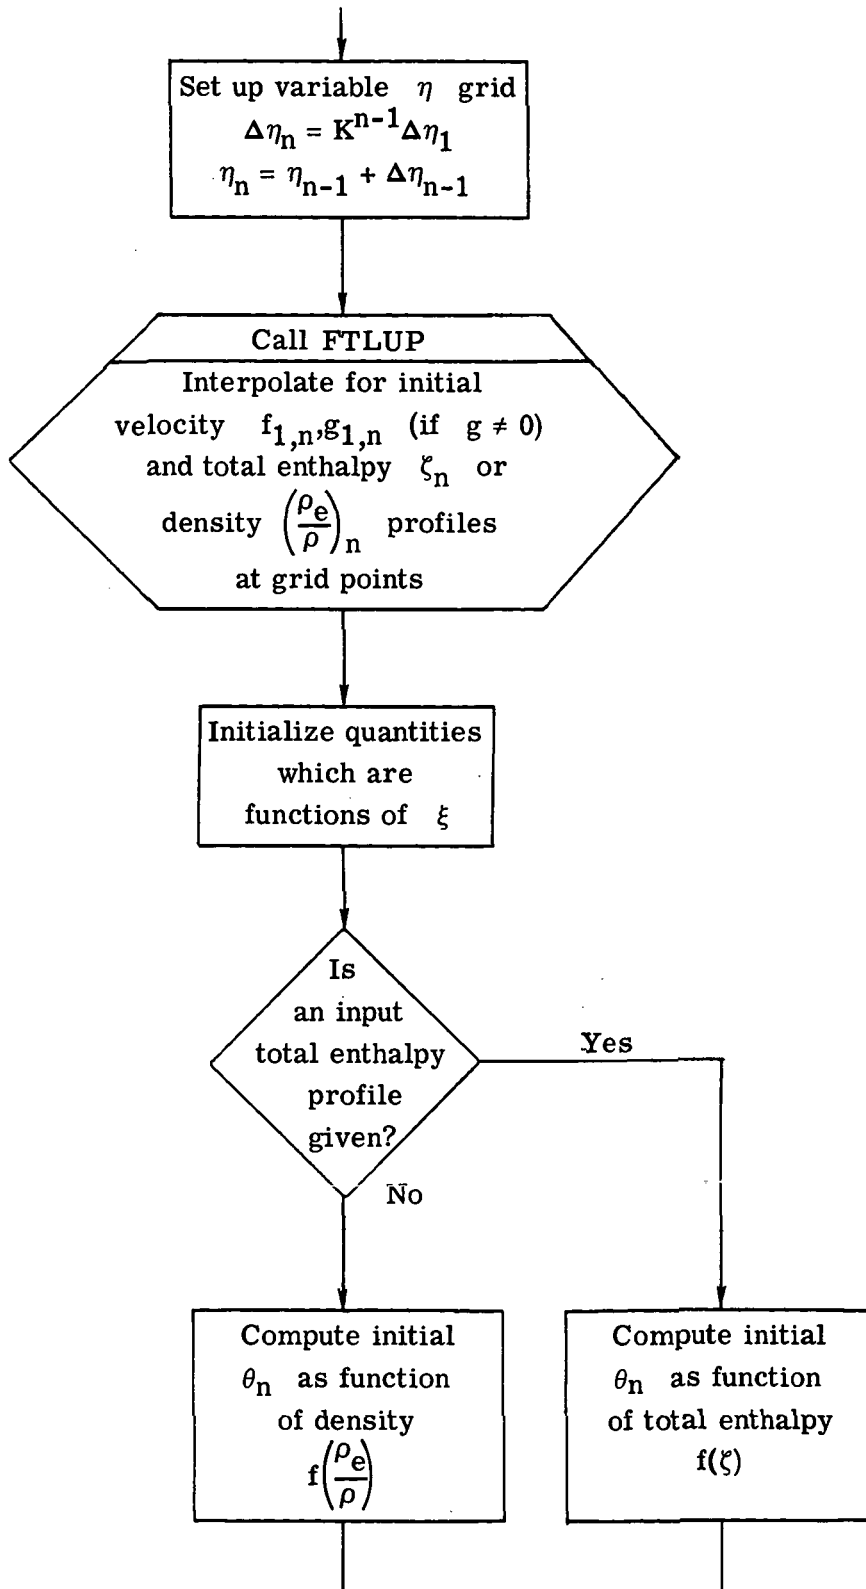 Set up variable η grid
Δη_n = K^{n-1}Δη_1
η_n = η_{n-1} + Δη_{n-1}
Call FTLUP
Interpolate for initial
velocity f_{1,n},g_{1,n} (if g ≠ 0)
and total enthalpy ζ_n or
density (ρ_e/ρ)_n profiles
at grid points
Initialize quantities
which are
functions of ξ
Is
an input
total enthalpy
profile
given?
Yes
No
Compute initial
θ_n as function
of density
f(ρ_e/ρ)
Compute initial
θ_n as function
of total enthalpy
f(ζ)